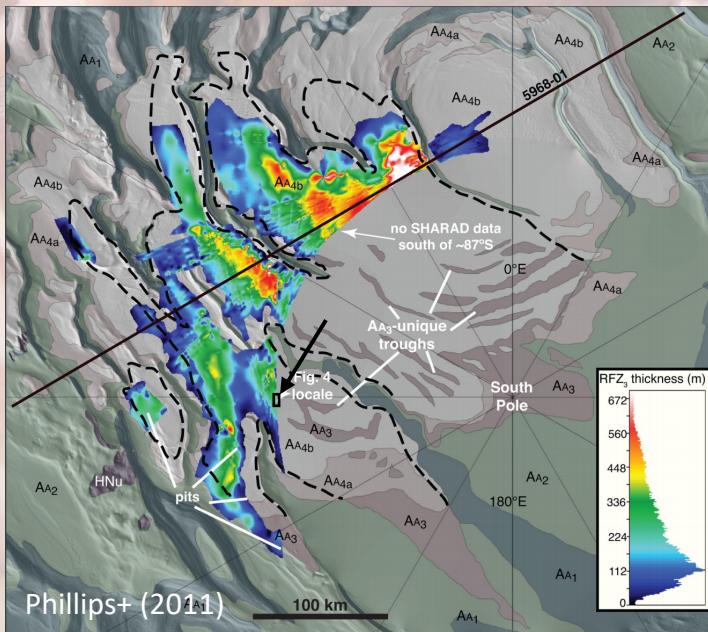 AA4a
AA4b
AA2
AA1
5968-01
AA4b
AA4b
AA4a
AA4b
AA4a
no SHARAD data
south of ~87°S
0°E
AA4a
AA3-unique
troughs
Fig. 4
locale
South
Pole
AA3
RFZ3 thickness (m)
672
560
448
336
224
112
0
AA3
AA4b
AA4a
HNu
AA2
pits
AA2
180°E
AA3
AA3
AA1
AA1
Phillips+ (2011)
100 km